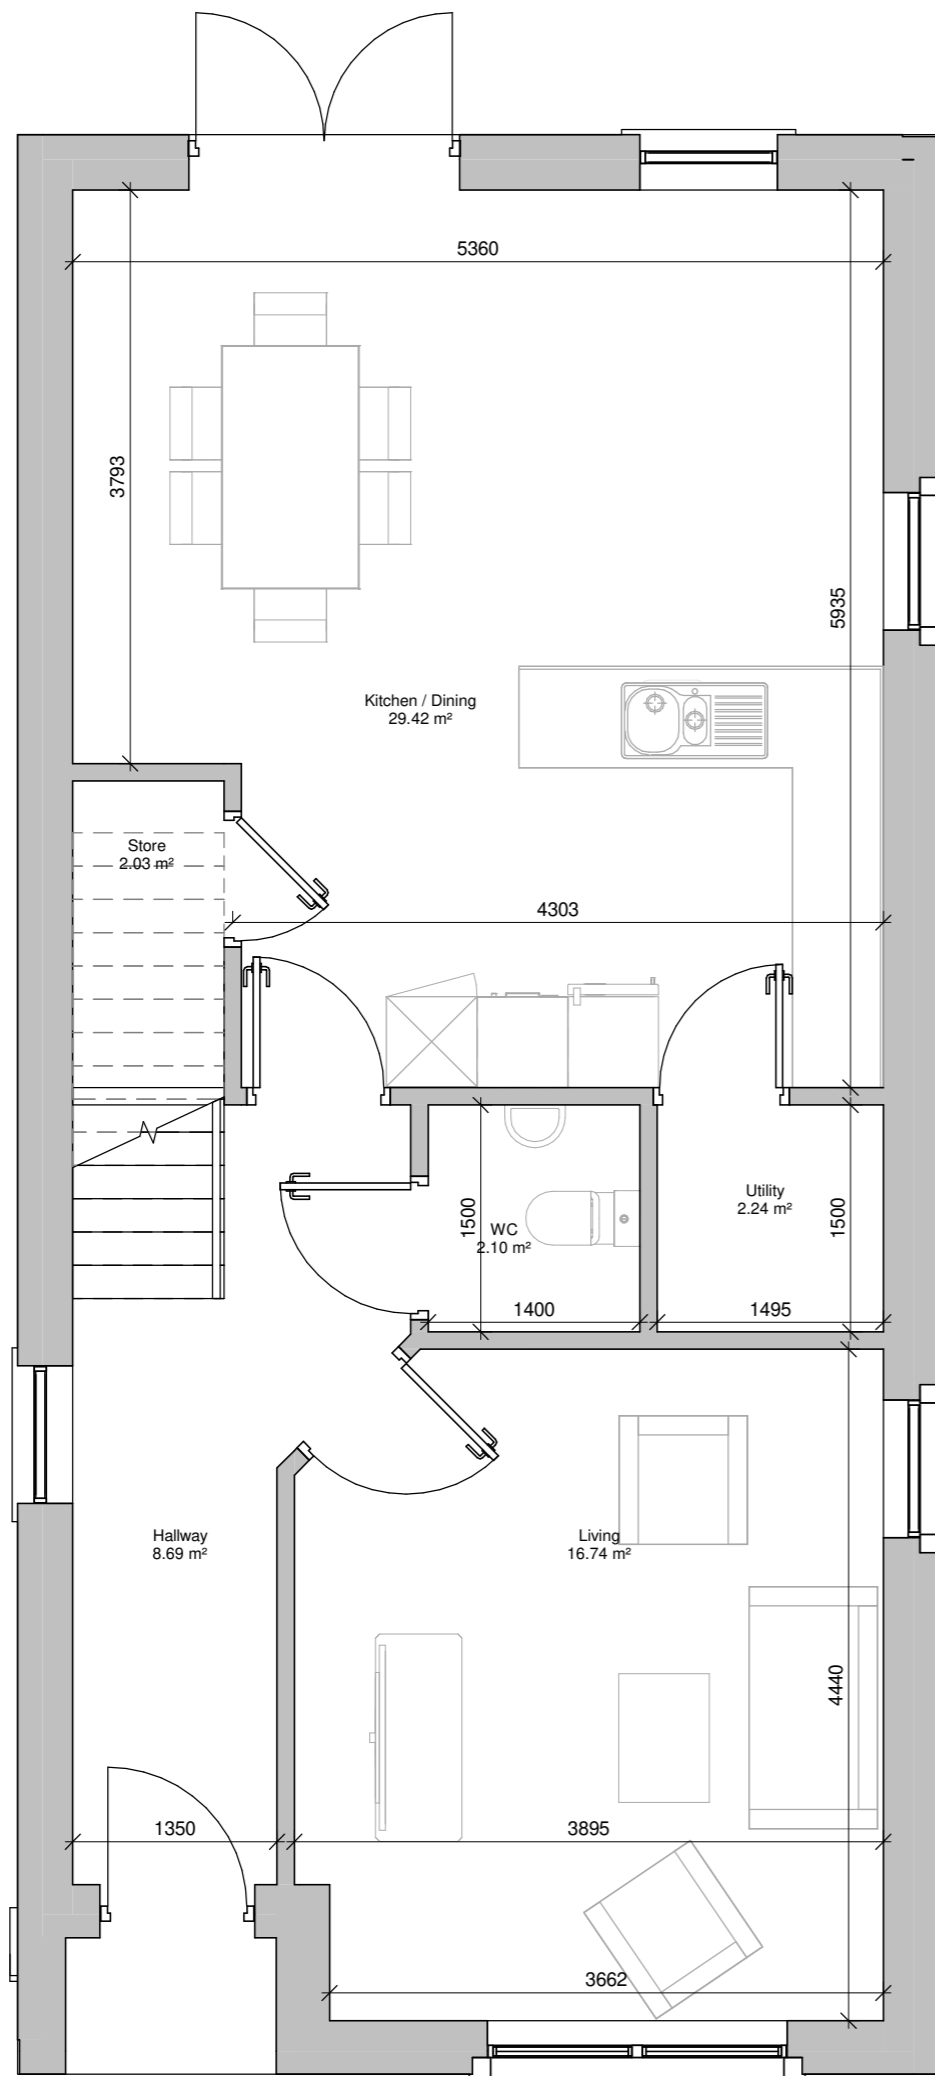 5360
3793
5935
Kitchen / Dining
29.42 m²
Store
2.03 m²
4303
1500
WC
2.10 m²
Utility
2.24 m²
1500
1400
1495
Hallway
8.69 m²
Living
16.74 m²
4440
1350
3895
3662